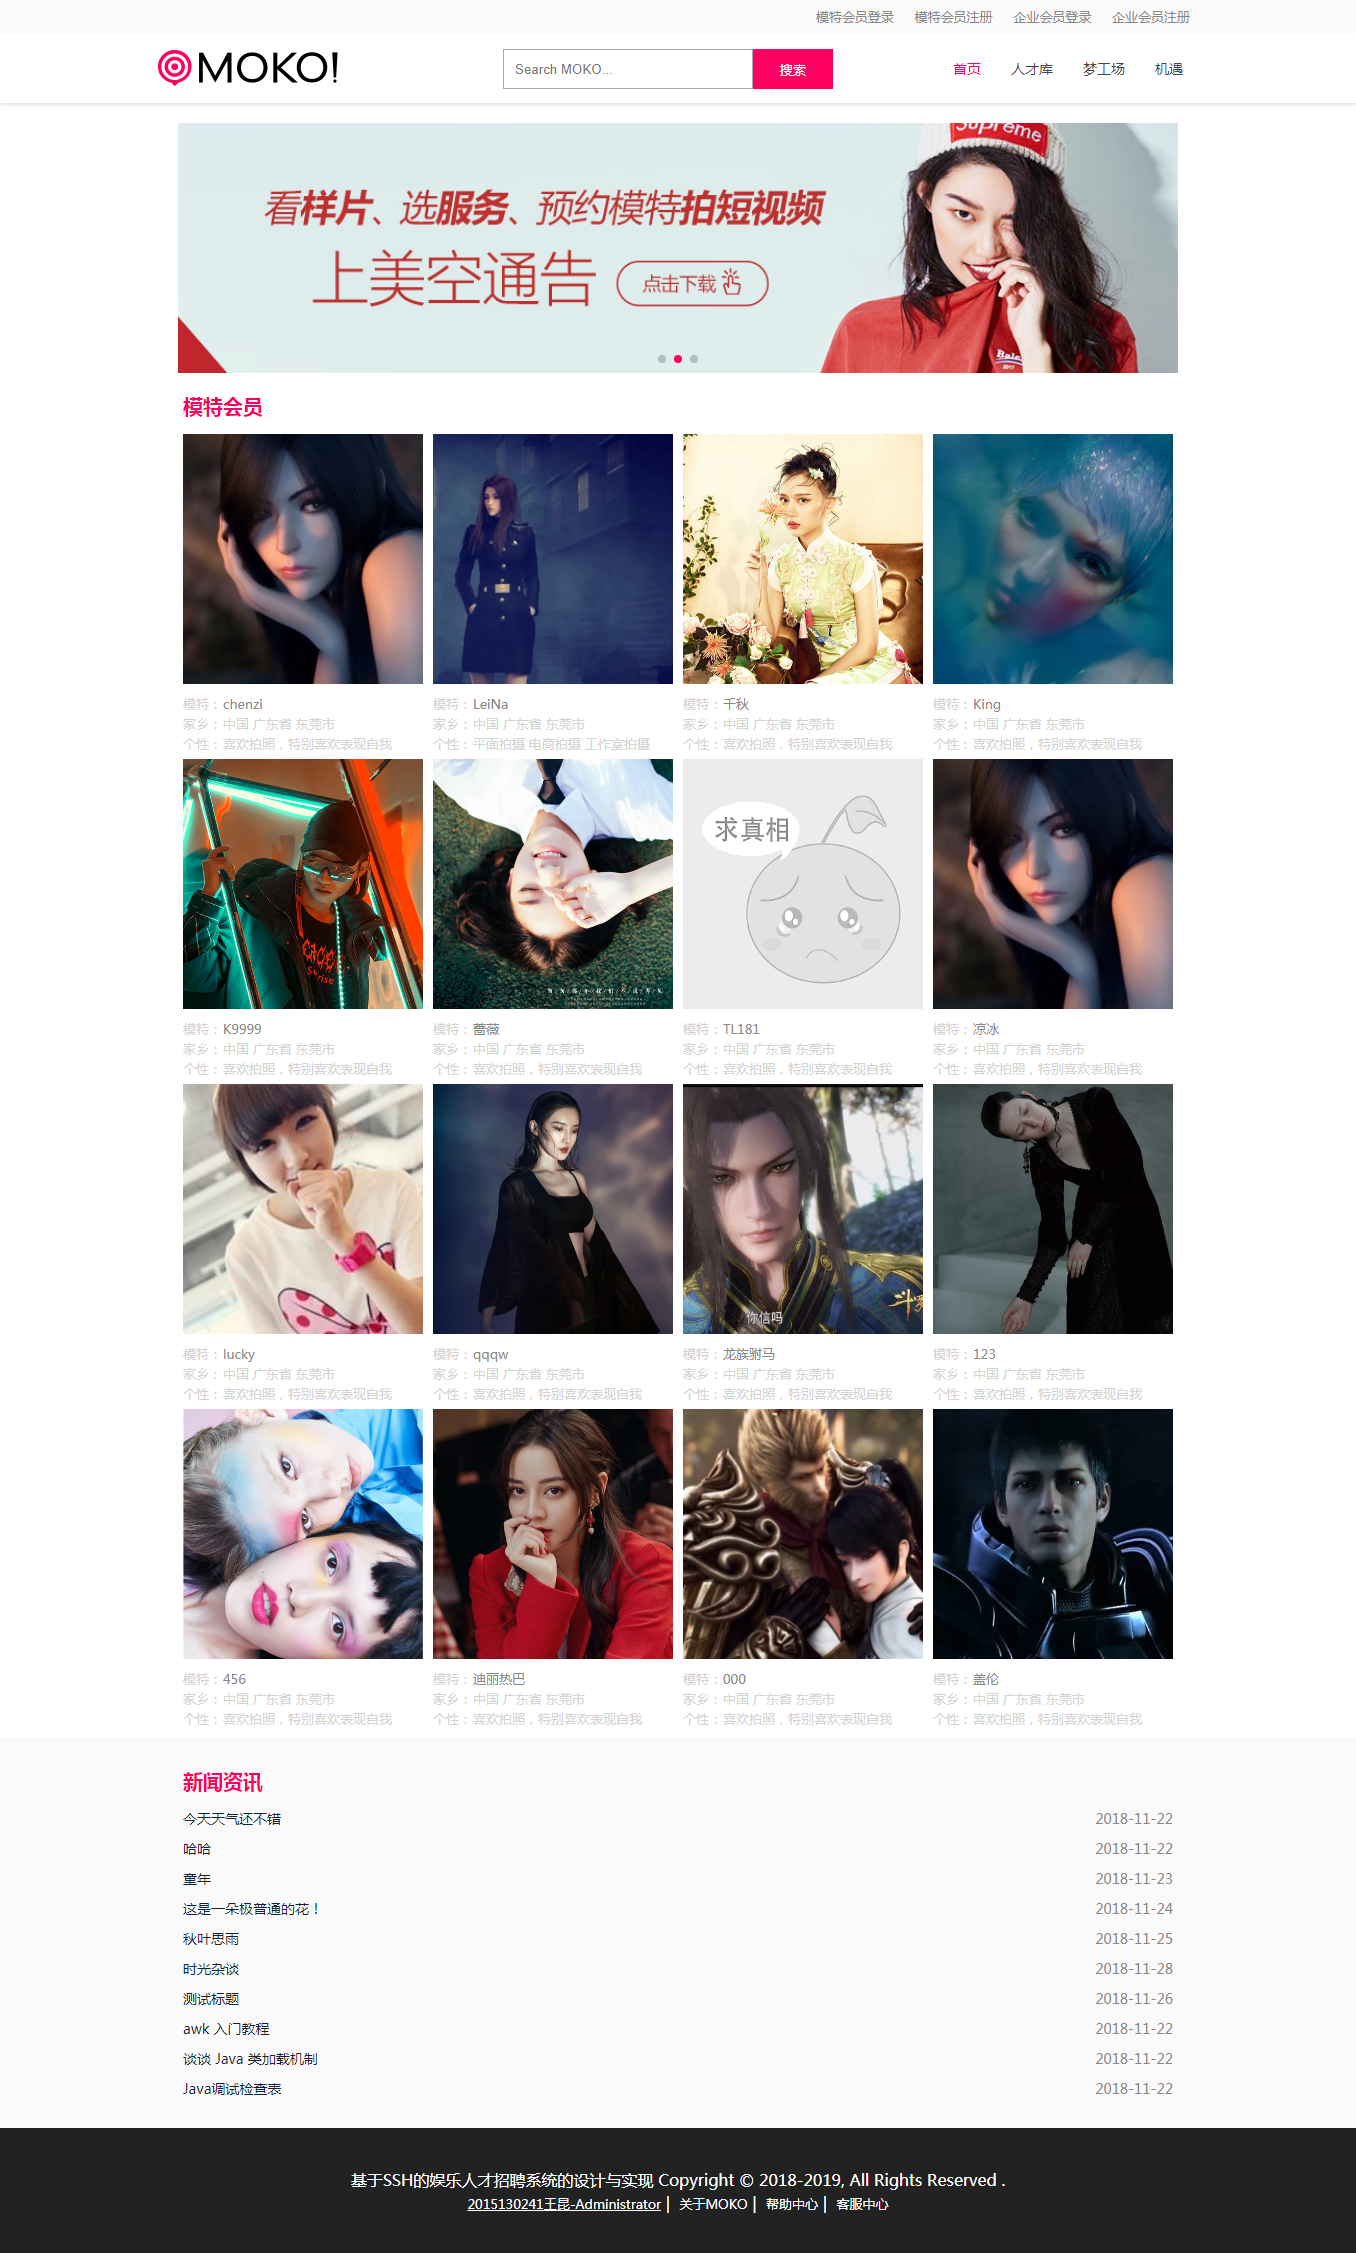 模特会员登录 模特会员注册 企业会员登录 企业会员注册
MOKO! Search MOKO... 搜索 首页 人才库 梦工场 机遇
Supreme
看样片、选服务、预约模特拍短视频
上美空通告 点击下载
2017
模特会员
模特：chenzi 模特：LeiNa 模特：千秋 模特：King
家乡：中国 广东省 东莞市 家乡：中国 广东省 东莞市 家乡：中国 广东省 东莞市 家乡：中国 广东省 东莞市
个性：喜欢拍照，特别喜欢表现自我 个性：平面拍摄 电商拍摄 工作室拍摄 个性：喜欢拍照，特别喜欢表现自我 个性：喜欢拍照，特别喜欢表现自我
求真相
模特：K9999 模特：蔷薇 模特：TL181 模特：凉冰
家乡：中国 广东省 东莞市 家乡：中国 广东省 东莞市 家乡：中国 广东省 东莞市 家乡：中国 广东省 东莞市
个性：喜欢拍照，特别喜欢表现自我 个性：喜欢拍照，特别喜欢表现自我 个性：喜欢拍照，特别喜欢表现自我 个性：喜欢拍照，特别喜欢表现自我
你信吗
模特：lucky 模特：qqqw 模特：龙族驸马 模特：123
家乡：中国 广东省 东莞市 家乡：中国 广东省 东莞市 家乡：中国 广东省 东莞市 家乡：中国 广东省 东莞市
个性：喜欢拍照，特别喜欢表现自我 个性：喜欢拍照，特别喜欢表现自我 个性：喜欢拍照，特别喜欢表现自我 个性：喜欢拍照，特别喜欢表现自我
模特：456 模特：迪丽热巴 模特：000 模特：盖伦
家乡：中国 广东省 东莞市 家乡：中国 广东省 东莞市 家乡：中国 广东省 东莞市 家乡：中国 广东省 东莞市
个性：喜欢拍照，特别喜欢表现自我 个性：喜欢拍照，特别喜欢表现自我 个性：喜欢拍照，特别喜欢表现自我 个性：喜欢拍照，特别喜欢表现自我
新闻资讯
今天天气还不错 2018-11-22
哈哈 2018-11-22
童年 2018-11-23
这是一朵极普通的花！ 2018-11-24
秋叶思雨 2018-11-25
时光杂谈 2018-11-28
测试标题 2018-11-26
awk 入门教程 2018-11-22
谈谈 Java 类加载机制 2018-11-22
Java调试检查表 2018-11-22
基于SSH的娱乐人才招聘系统的设计与实现 Copyright © 2018-2019, All Rights Reserved .
2015130241王昆-Administrator | 关于MOKO | 帮助中心 | 客服中心